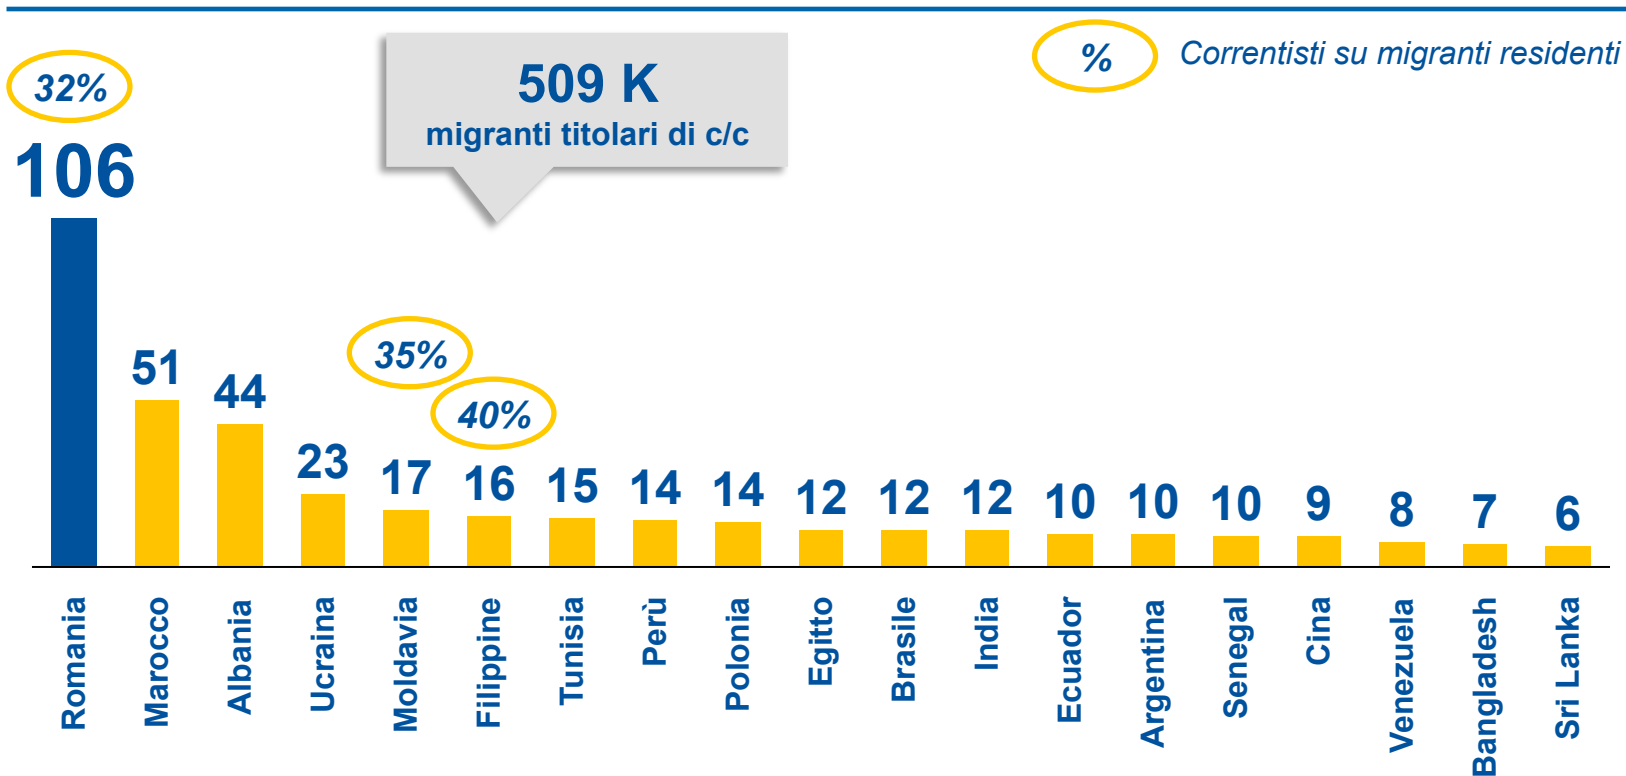 509 K
migranti titolari di c/c
% Correntisti su migranti residenti
32%
106
35%
40%
51
44
23
17
16
15
14
14
12
12
12
10
10
10
9
8
7
6
Romania
Marocco
Albania
Ucraina
Moldavia
Filippine
Tunisia
Perù
Polonia
Egitto
Brasile
India
Ecuador
Argentina
Senegal
Cina
Venezuela
Bangladesh
Sri Lanka